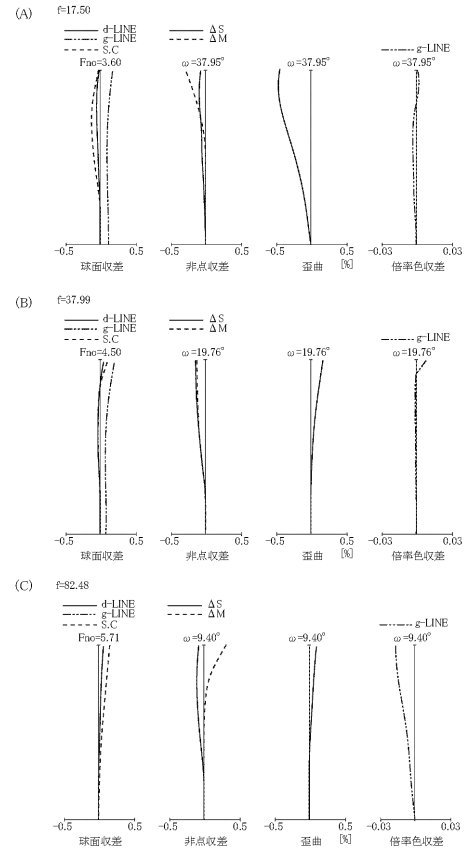 (A) f=17.50
d-LINE
g-LINE
S.C
Fno=3.60
ΔS
ΔM
ω=37.95°
ω=37.95°
g-LINE
ω=37.95°
-0.5 0.5
球面収差
-0.5 0.5
非点収差
-0.5 0.5
歪曲 [%]
-0.03 0.03
倍率色収差
(B) f=37.99
d-LINE
g-LINE
S.C
Fno=4.50
ΔS
ΔM
ω=19.76°
ω=19.76°
g-LINE
ω=19.76°
-0.5 0.5
球面収差
-0.5 0.5
非点収差
-0.5 0.5
歪曲 [%]
-0.03 0.03
倍率色収差
(C) f=82.48
d-LINE
g-LINE
S.C
Fno=5.71
ΔS
ΔM
ω=9.40°
ω=9.40°
g-LINE
ω=9.40°
-0.5 0.5
球面収差
-0.5 0.5
非点収差
-0.5 0.5
歪曲 [%]
-0.03 0.03
倍率色収差